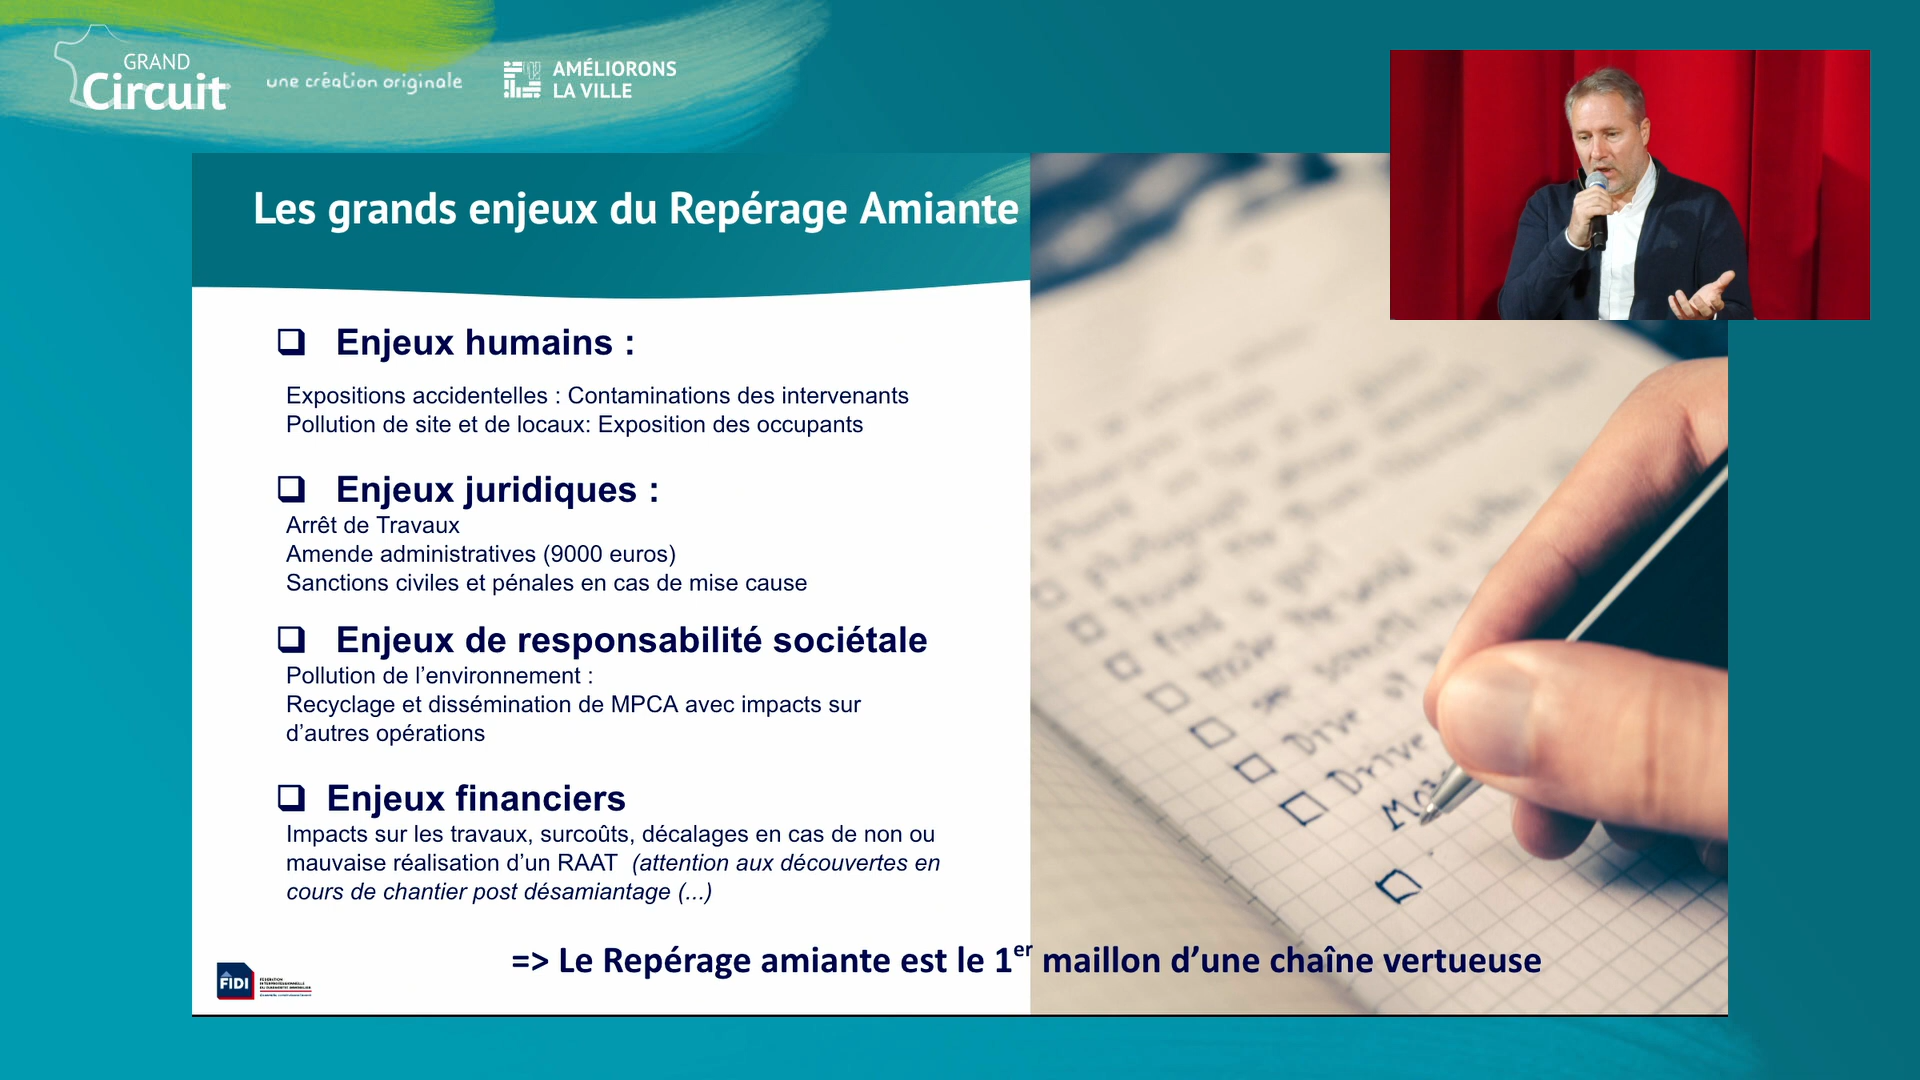 GRAND
Circuit
une création originale
AMÉLIORONS
LA VILLE
Les grands enjeux du Repérage Amiante
Enjeux humains :
Expositions accidentelles : Contaminations des intervenants
Pollution de site et de locaux: Exposition des occupants
Enjeux juridiques :
Arrêt de Travaux
Amende administratives (9000 euros)
Sanctions civiles et pénales en cas de mise cause
Enjeux de responsabilité sociétale
Pollution de l’environnement :
Recyclage et dissémination de MPCA avec impacts sur
d’autres opérations
Enjeux financiers
Impacts sur les travaux, surcoûts, décalages en cas de non ou
mauvaise réalisation d’un RAAT (attention aux découvertes en
cours de chantier post désamiantage (...)
=> Le Repérage amiante est le 1er maillon d’une chaîne vertueuse
FIDI
Drive
Drive